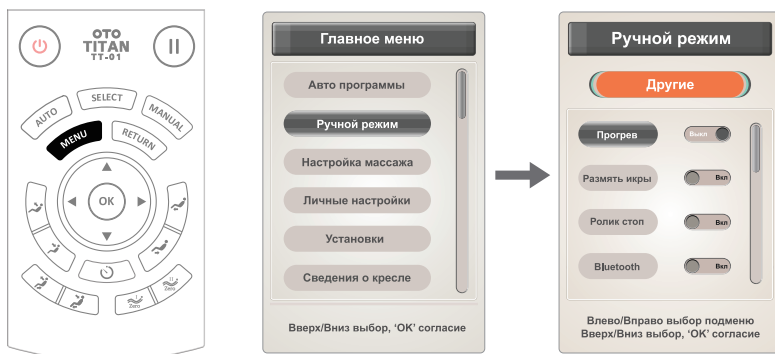 OTO
TITAN
TT-01
AUTO
SELECT
MANUAL
MENU
RETURN
OK
Zero
Zero
Главное меню
Авто программы
Ручной режим
Настройка массажа
Личные настройки
Установки
Сведения о кресле
Вверх/Вниз выбор, ‘OK’ согласие
Ручной режим
Другие
Прогрев Выкл
Размять икры Вкл
Ролик стоп Вкл
Bluetooth Вкл
Влево/Вправо выбор подменю
Вверх/Вниз выбор, ‘OK’ согласие